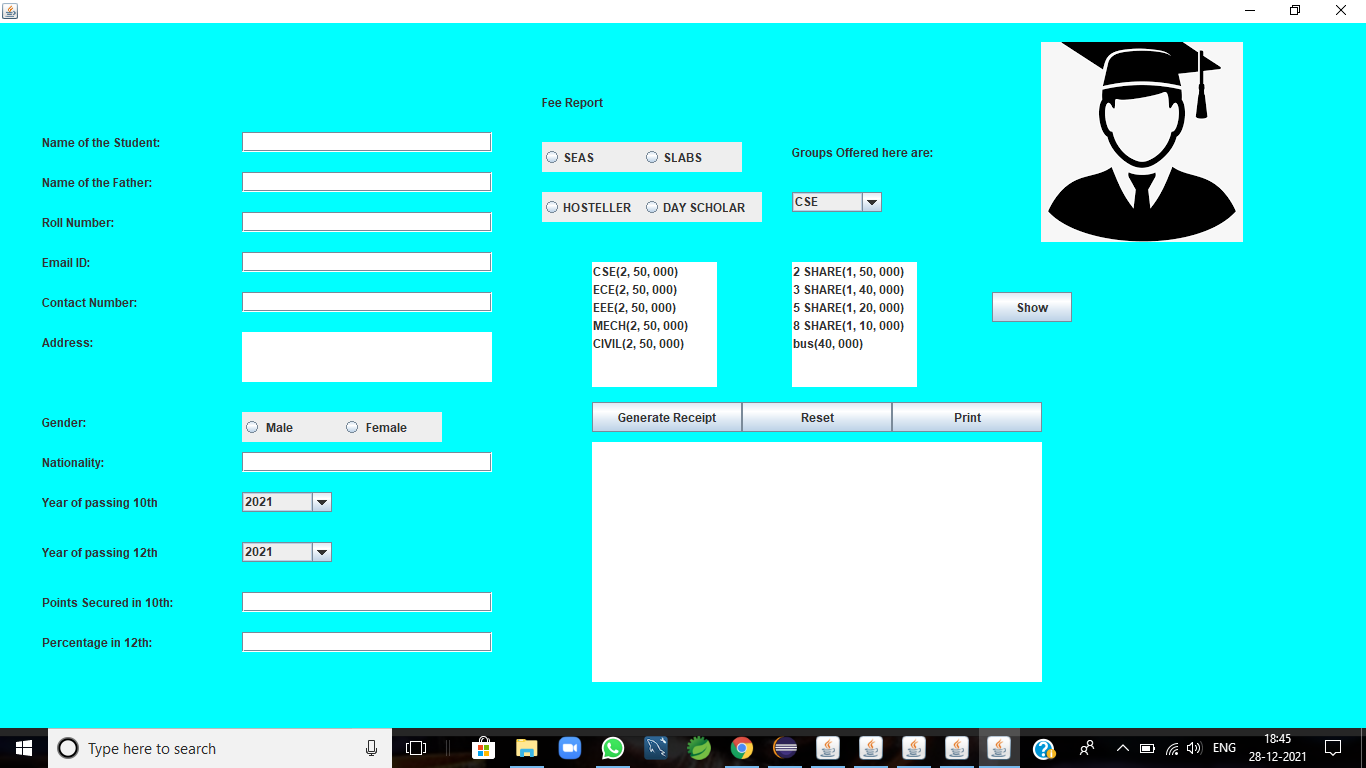 Fee Report
Name of the Student:
Name of the Father:
Roll Number:
Email ID:
Contact Number:
Address:
Gender:
Male
Female
Nationality:
Year of passing 10th
2021
Year of passing 12th
2021
Points Secured in 10th:
Percentage in 12th:
SEAS
SLABS
HOSTELLER
DAY SCHOLAR
Groups Offered here are:
CSE
CSE(2, 50, 000)
ECE(2, 50, 000)
EEE(2, 50, 000)
MECH(2, 50, 000)
CIVIL(2, 50, 000)
2 SHARE(1, 50, 000)
3 SHARE(1, 40, 000)
5 SHARE(1, 20, 000)
8 SHARE(1, 10, 000)
bus(40, 000)
Show
Generate Receipt
Reset
Print
Type here to search
ENG
18:45
28-12-2021